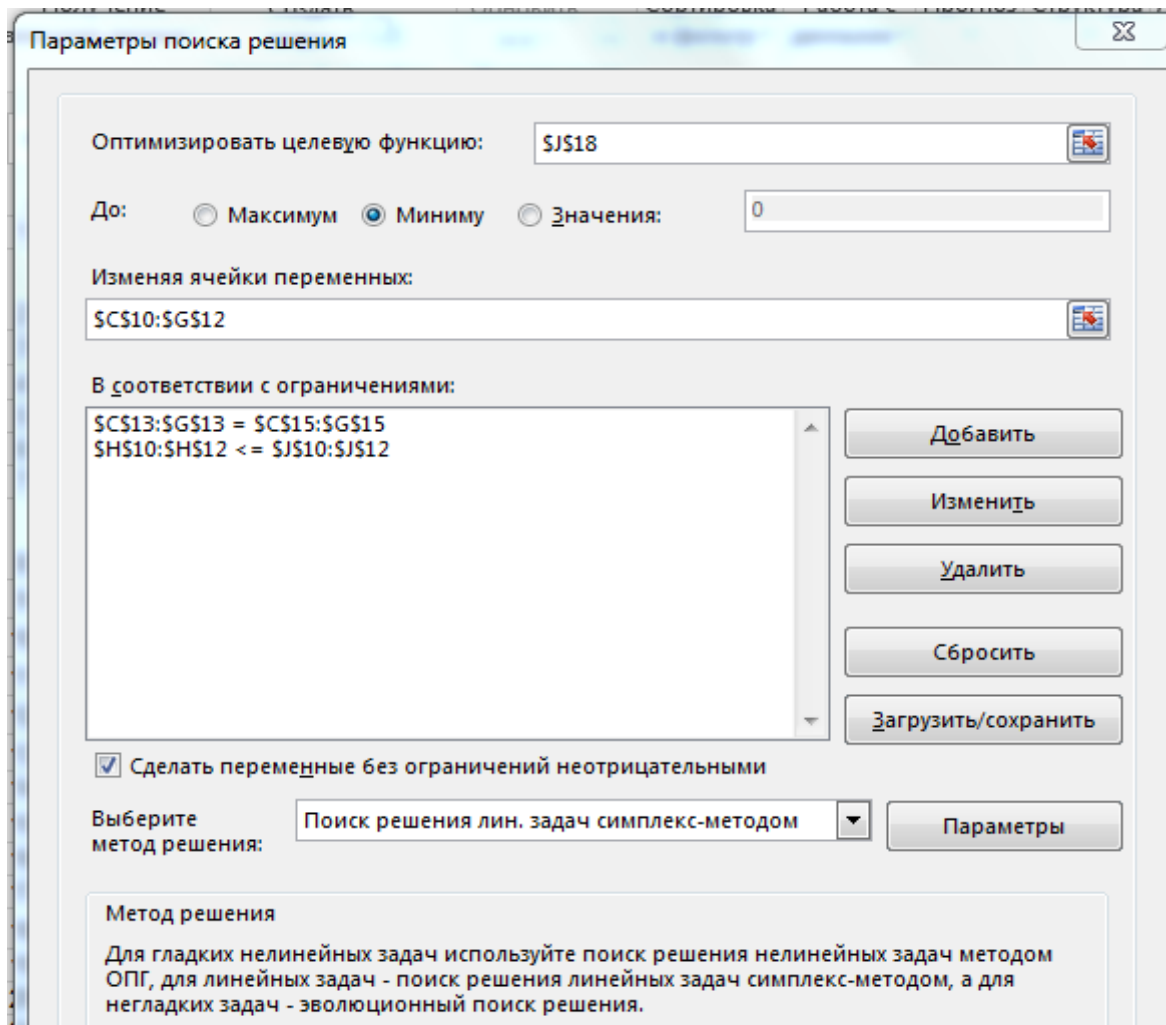 Параметры поиска решения
Оптимизировать целевую функцию: $J$18
До: Максимум Миниму Значения: 0
Изменяя ячейки переменных:
$C$10:$G$12
В соответствии с ограничениями:
$C$13:$G$13 = $C$15:$G$15
$H$10:$H$12 <= $J$10:$J$12
Добавить
Изменить
Удалить
Сбросить
Загрузить/сохранить
Сделать переменные без ограничений неотрицательными
Выберите
метод решения:
Поиск решения лин. задач симплекс-методом
Параметры
Метод решения
Для гладких нелинейных задач используйте поиск решения нелинейных задач методом
ОПГ, для линейных задач - поиск решения линейных задач симплекс-методом, а для
негладких задач - эволюционный поиск решения.